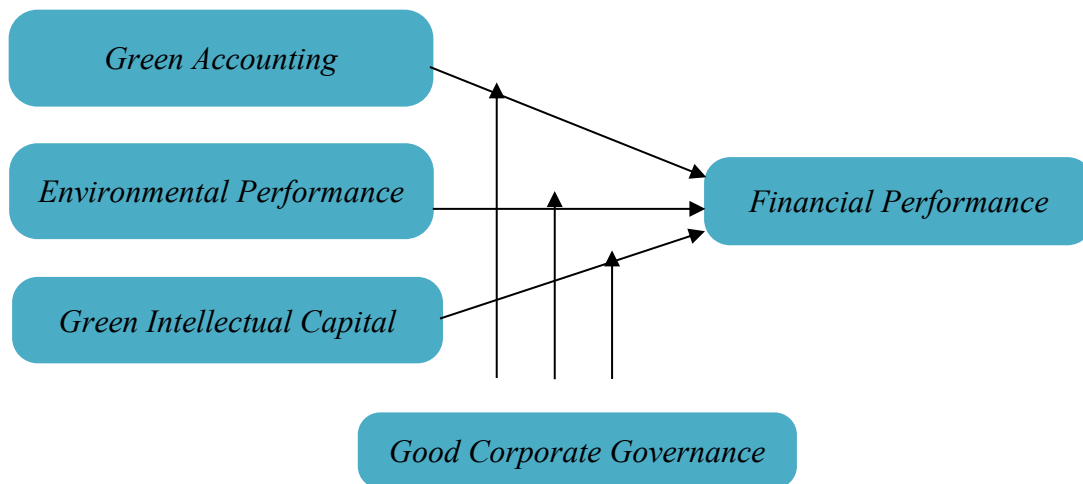 Green Accounting
Environmental Performance
Financial Performance
Green Intellectual Capital
Good Corporate Governance